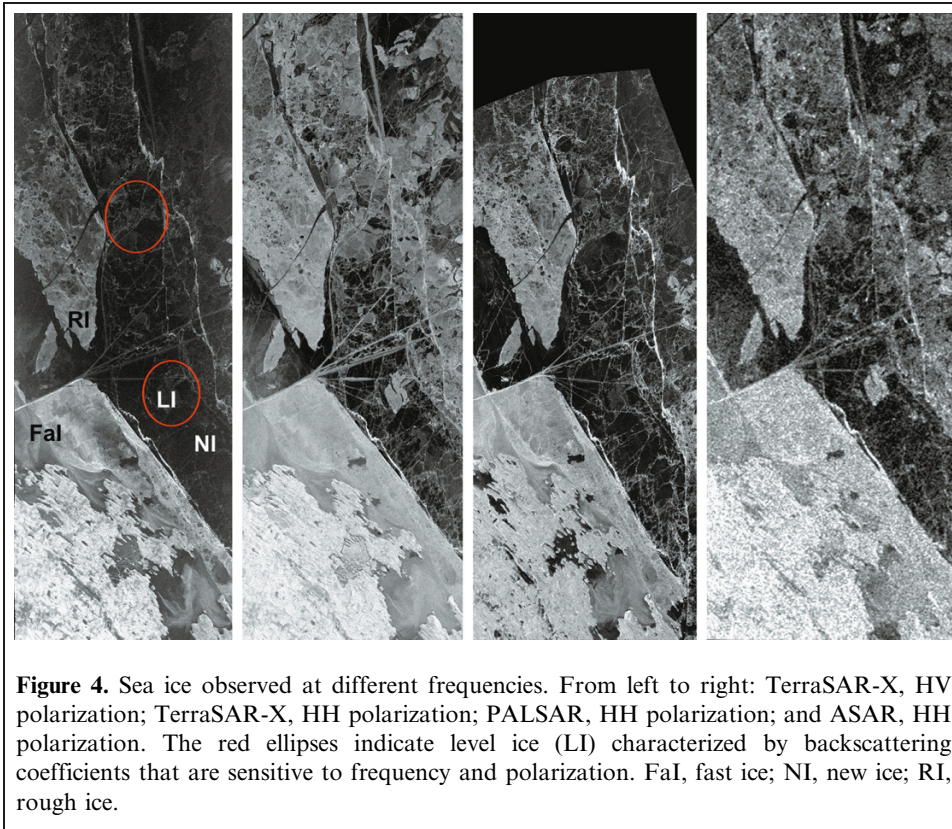 RI
LI
FaI
NI
Figure 4. Sea ice observed at different frequencies. From left to right: TerraSAR-X, HV
polarization; TerraSAR-X, HH polarization; PALSAR, HH polarization; and ASAR, HH
polarization. The red ellipses indicate level ice (LI) characterized by backscattering
coefficients that are sensitive to frequency and polarization. FaI, fast ice; NI, new ice; RI,
rough ice.